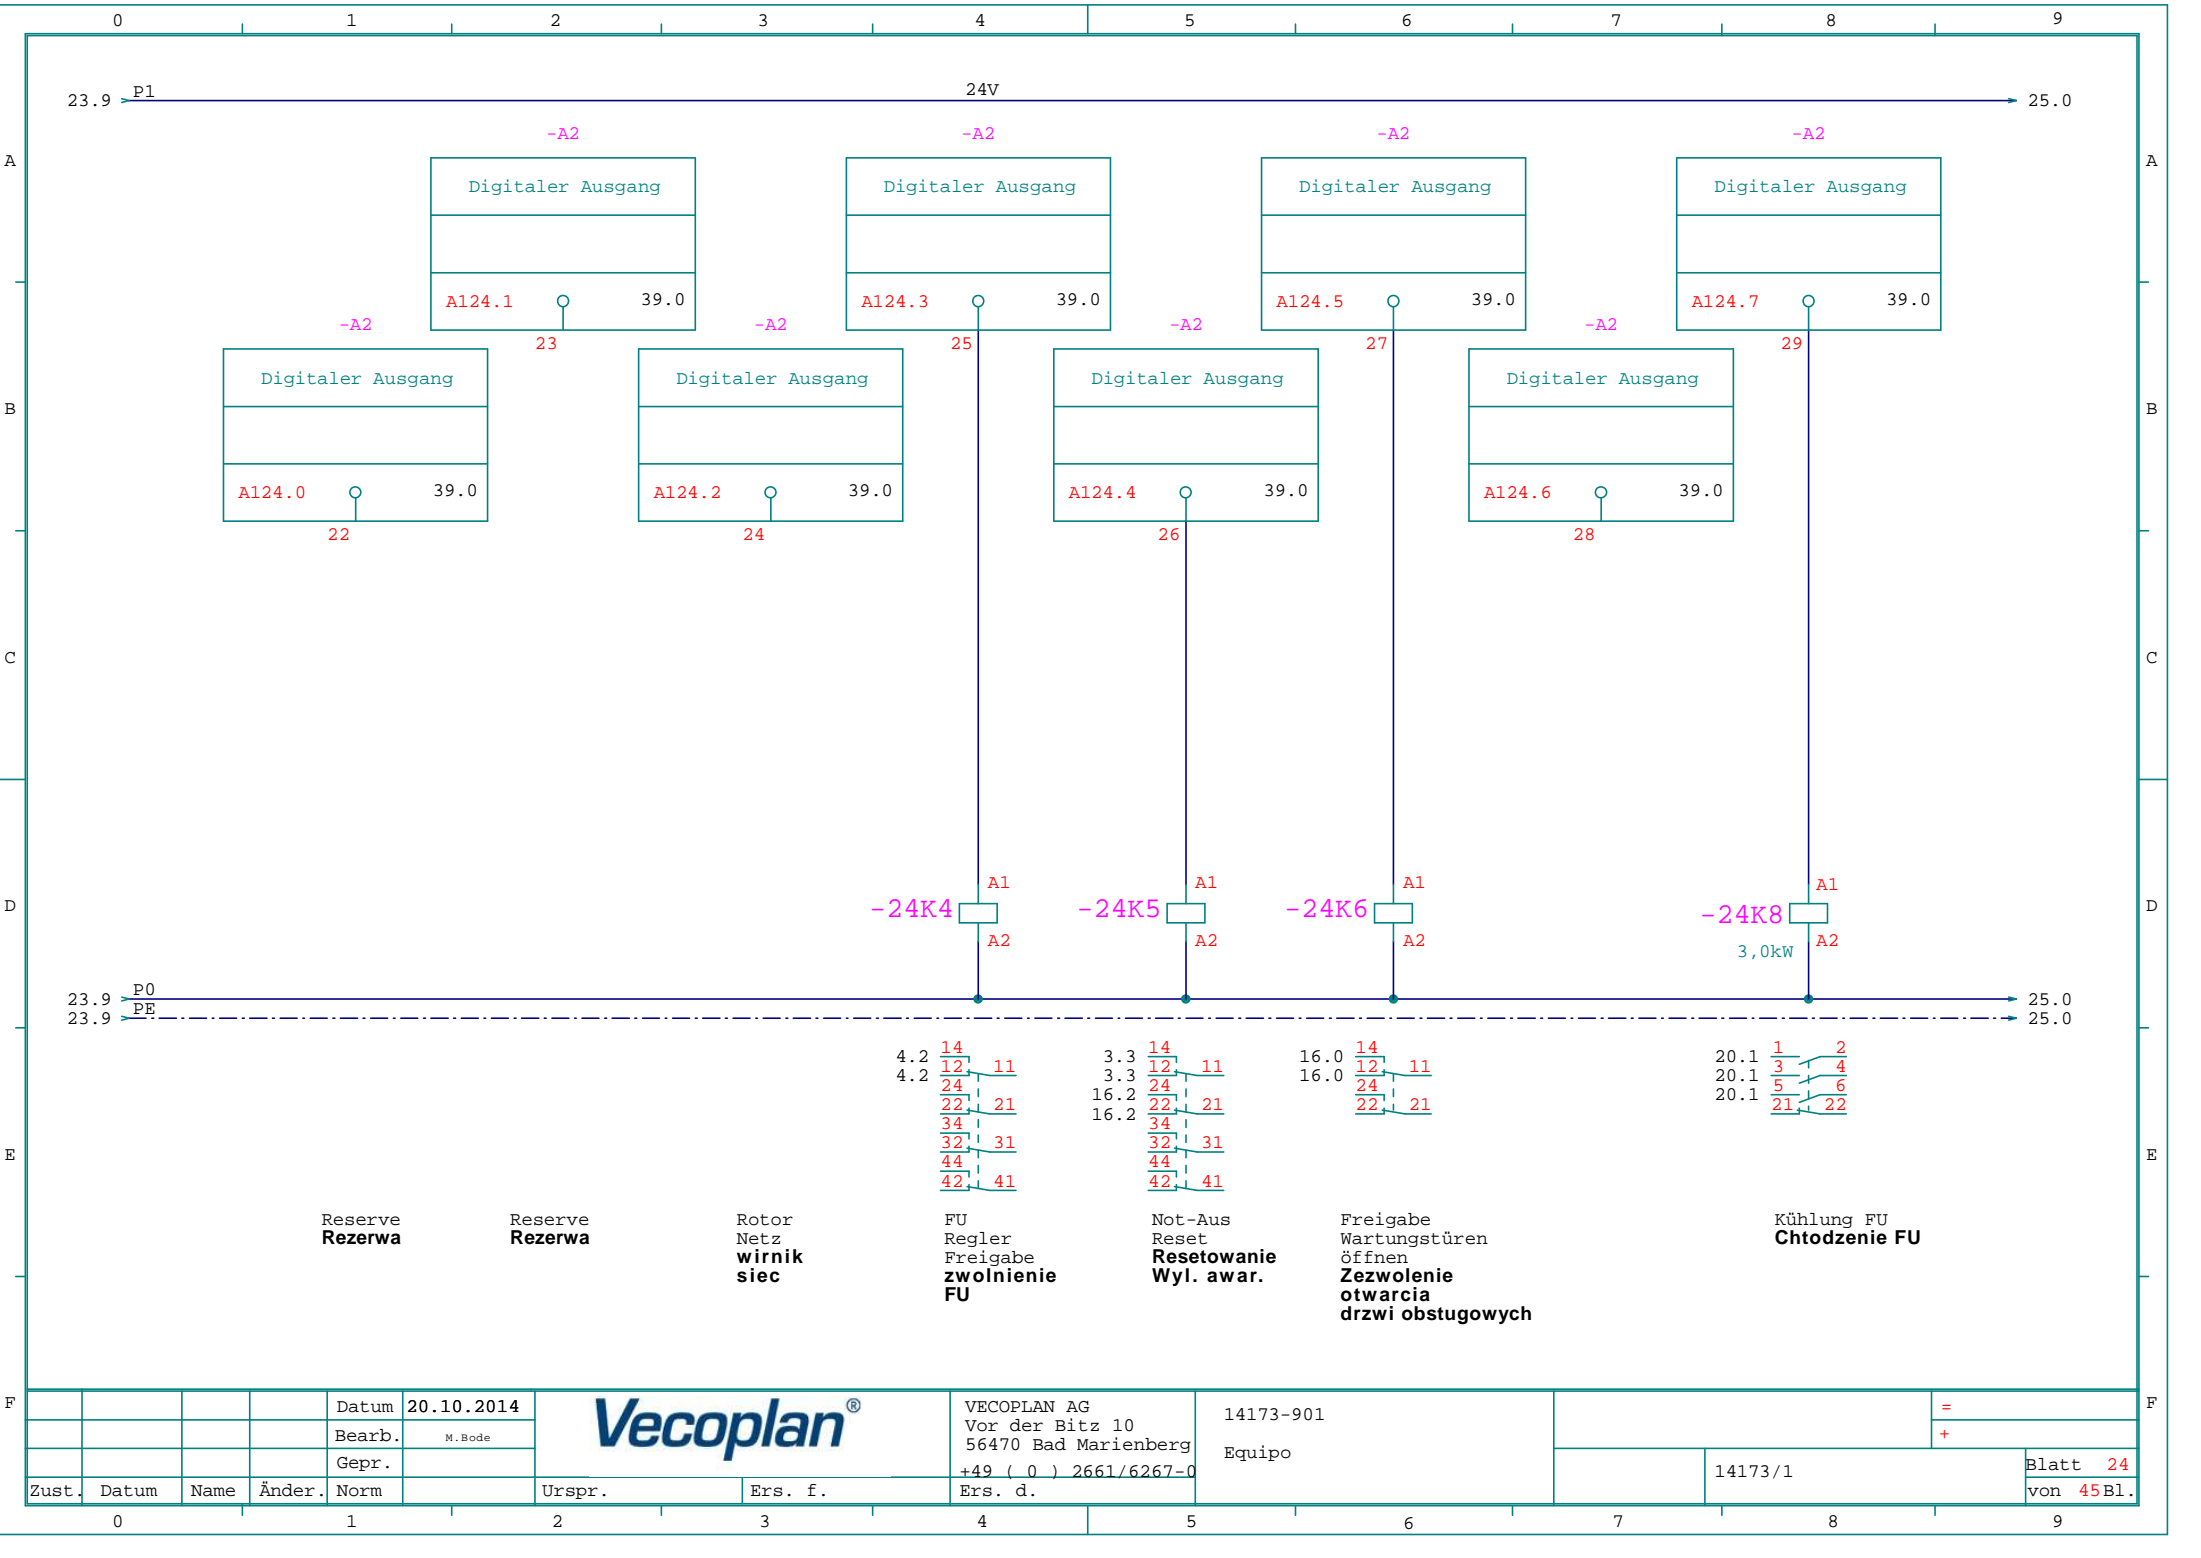 0 1 2 3 4 5 6 7 8 9
23.9 P1 24V 25.0
-A2 -A2 -A2 -A2
A A
Digitaler Ausgang Digitaler Ausgang Digitaler Ausgang Digitaler Ausgang
A124.1 39.0 A124.3 39.0 A124.5 39.0 A124.7 39.0
-A2 -A2 -A2 -A2
23 25 27 29
Digitaler Ausgang Digitaler Ausgang Digitaler Ausgang Digitaler Ausgang
B B
A124.0 39.0 A124.2 39.0 A124.4 39.0 A124.6 39.0
22 24 26 28
C C
A1 A1 A1 A1
D -24K4 -24K5 -24K6 -24K8 D
A2 A2 A2 A2
3,0kW
23.9 P0 25.0
23.9 PE 25.0
4.2 14 3.3 14 16.0 14 20.1 1 2
4.2 12 11 3.3 12 11 16.0 12 11 20.1 3 4
24 16.2 24 24 20.1 5 6
22 21 16.2 22 21 22 21 21 22
34 34
E 32 31 32 31 E
44 44
42 41 42 41
Reserve
Rezerwa
Reserve
Rezerwa
Rotor
Netz
wirnik
siec
FU
Regler
Freigabe
zwolnienie
FU
Not-Aus
Reset
Resetowanie
Wyl. awar.
Freigabe
Wartungstüren
öffnen
Zezwolenie
otwarcia
drzwi obstugowych
Kühlung FU
Chtodzenie FU
F F
Datum 20.10.2014
Bearb. M.Bode
Gepr.
Zust. Datum Name Änder. Norm
Vecoplan®
Urspr. Ers. f. Ers. d.
VECOPLAN AG
Vor der Bitz 10
56470 Bad Marienberg
+49 ( 0 ) 2661/6267-0
14173-901
Equipo
14173/1
=
+
Blatt 24
von 45Bl.
0 1 2 3 4 5 6 7 8 9